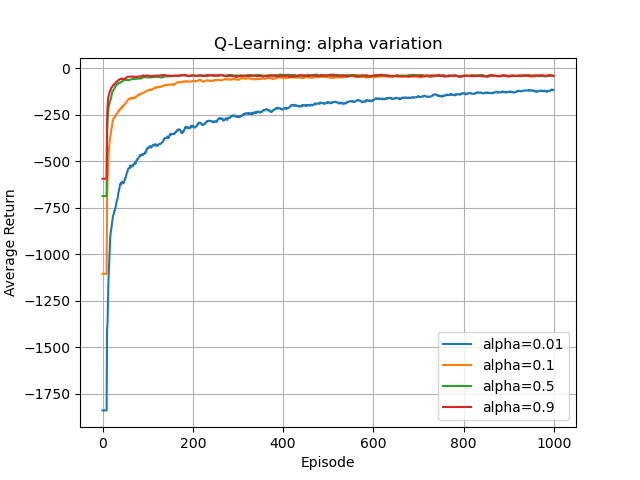 Q-Learning: alpha variation
0
−250
−500
−750
−1000
−1250
−1500
−1750
Average Return
0 200 400 600 800 1000
Episode
alpha=0.01
alpha=0.1
alpha=0.5
alpha=0.9